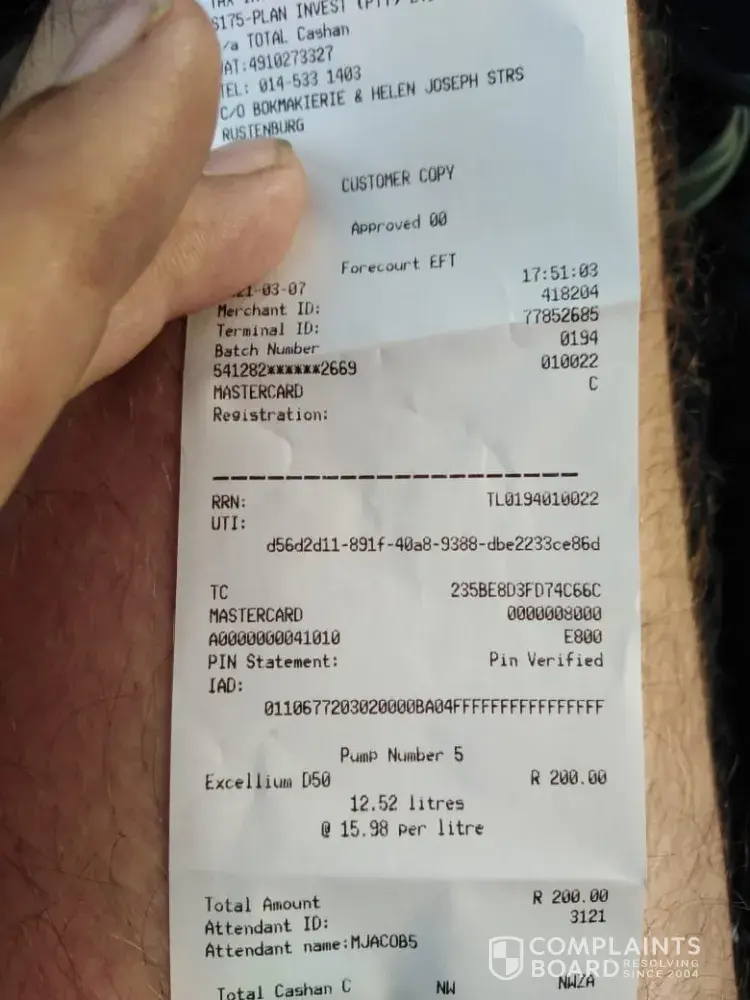 S175-PLAN INVEST (PTY)
/a TOTAL Cashan
VAT:4910273327
TEL: 014-533 1403
C/O BOKMAKIERIE & HELEN JOSEPH STRS
RUSTENBURG
CUSTOMER COPY
Approved 00
Forecourt EFT
21-03-07 17:51:03
Merchant ID: 418204
Terminal ID: 77852685
Batch Number 0194
541282******2669 010022
MASTERCARD C
Registration:
RRN: TL0194010022
UTI:
d56d2d11-891f-40a8-9388-dbe2233ce86d
TC 235BE8D3FD74C66C
MASTERCARD 0000008000
A0000000041010 E800
PIN Statement: Pin Verified
IAD:
0110677203020000BA04FFFFFFFFFFFFFFFF
Pump Number 5
Excellium D50 R 200.00
12.52 litres
@ 15.98 per litre
Total Amount R 200.00
Attendant ID: 3121
Attendant name:MJACOB5
Total Cashan C NW NWZA
COMPLAINTS
BOARD RESOLVING SINCE 2004